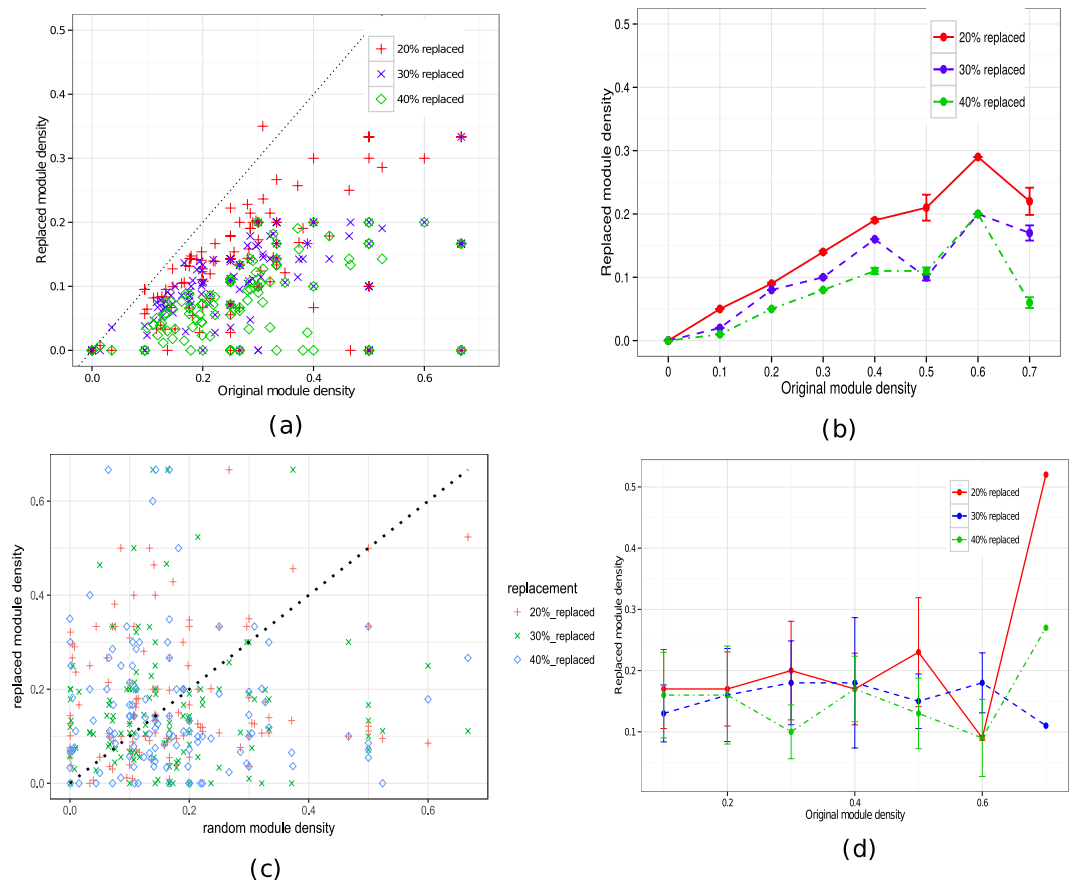 0.5
0.4
0.3
0.2
0.1
0.0
Replaced module density
20% replaced
30% replaced
40% replaced
0.0
0.2
0.4
0.6
Original module density
(a)
0.5
0.4
0.3
0.2
0.1
0.0
Replaced module density
20% replaced
30% replaced
40% replaced
0
0.1
0.2
0.3
0.4
0.5
0.6
0.7
Original module density
(b)
0.6
0.4
0.2
0.0
replaced module density
0.0
0.2
0.4
0.6
random module density
replacement
20%_replaced
30%_replaced
40%_replaced
(c)
0.5
0.4
0.3
0.2
0.1
Replaced module density
20% replaced
30% replaced
40% replaced
0.2
0.4
0.6
Original module density
(d)